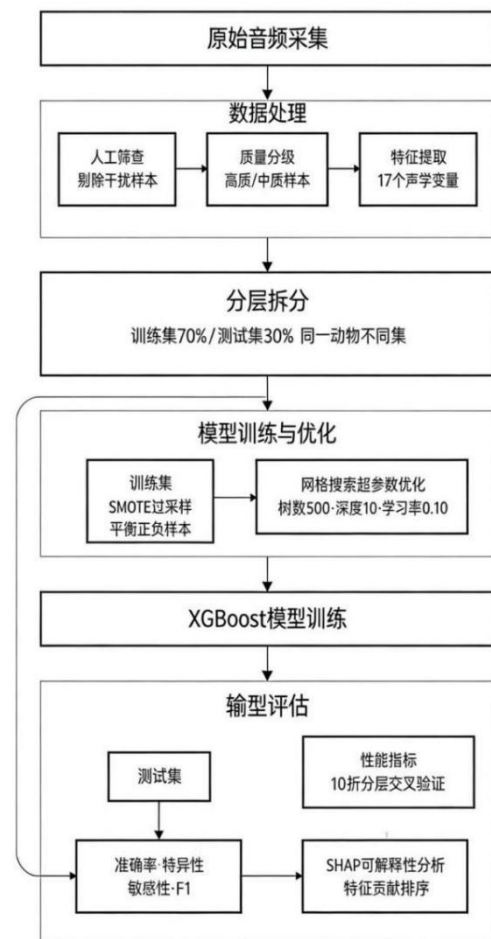 原始音频采集
数据处理
人工筛查
剔除干扰样本
质量分级
高质/中质样本
特征提取
17个声学变量
分层拆分
训练集70%/测试集30% 同一动物不同集
模型训练与优化
训练集
SMOTE过采样
平衡正负样本
网格搜索超参数优化
树数500·深度10·学习率0.10
XGBoost模型训练
输型评估
测试集
性能指标
10折分层交叉验证
准确率·特异性
敏感性·F1
SHAP可解释性分析
特征贡献排序